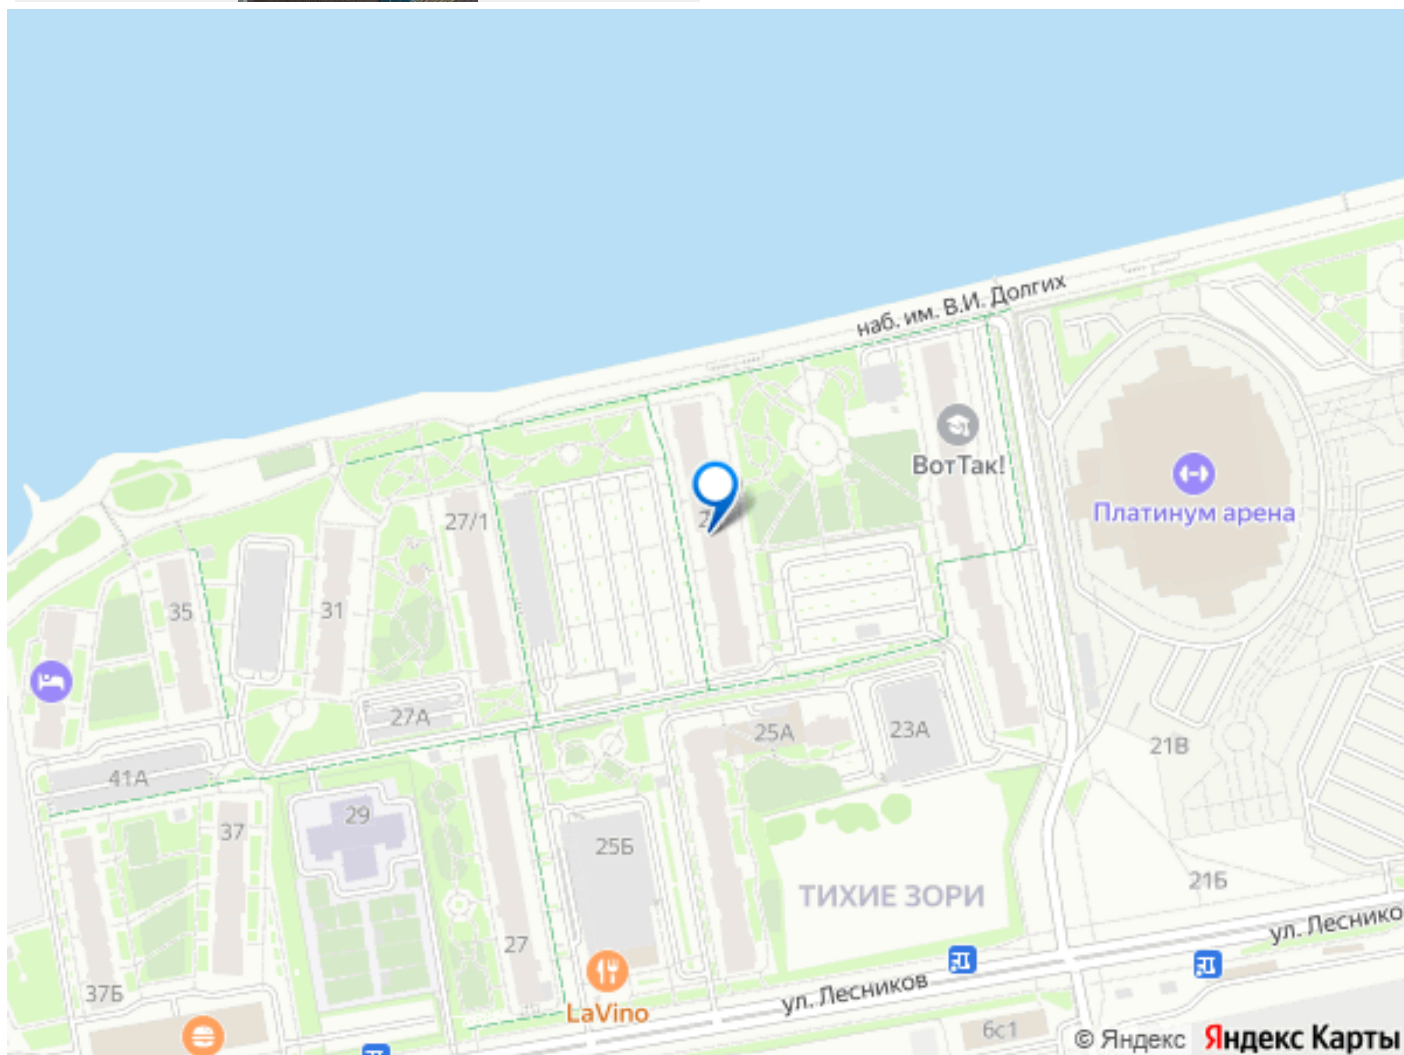 наб. им. В.И. Долгих
ВотТак!
Платинум арена
27/1
35
31
27А
25А
23А
21В
41А
29
37
25Б
ТИХИЕ ЗОРИ
21Б
ул. Леснико
27
37Б
LaVino
ул. Лесников
6с1
© Яндекс Яндекс Карты